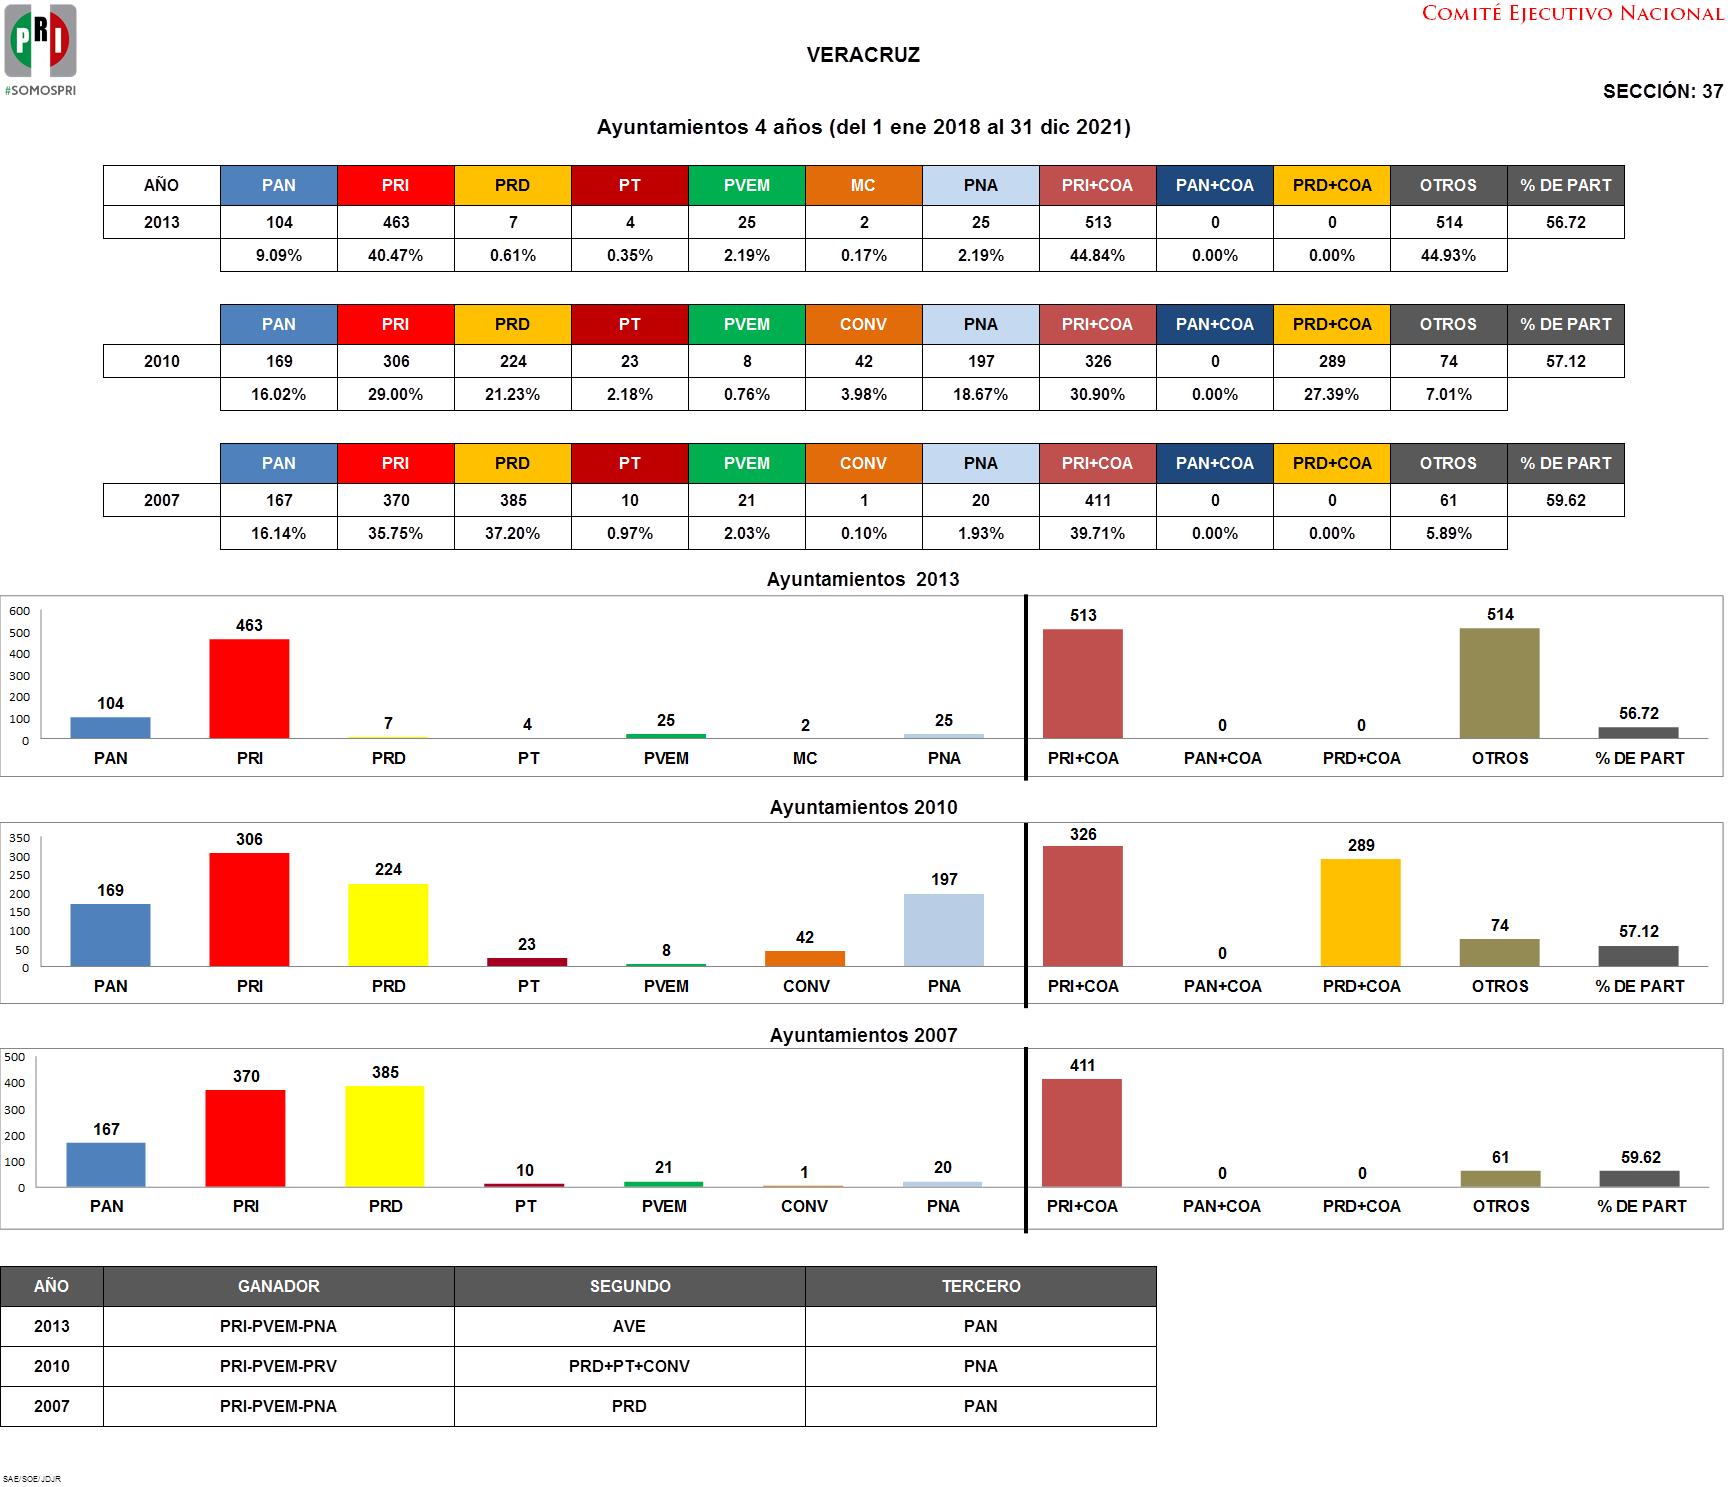 COMITÉ EJECUTIVO NACIONAL
PRI
#SOMOSPRI
VERACRUZ
SECCIÓN: 37
Ayuntamientos 4 años (del 1 ene 2018 al 31 dic 2021)
AÑO PAN PRI PRD PT PVEM MC PNA PRI+COA PAN+COA PRD+COA OTROS % DE PART
2013 104 463 7 4 25 2 25 513 0 0 514 56.72
9.09% 40.47% 0.61% 0.35% 2.19% 0.17% 2.19% 44.84% 0.00% 0.00% 44.93%
PAN PRI PRD PT PVEM CONV PNA PRI+COA PAN+COA PRD+COA OTROS % DE PART
2010 169 306 224 23 8 42 197 326 0 289 74 57.12
16.02% 29.00% 21.23% 2.18% 0.76% 3.98% 18.67% 30.90% 0.00% 27.39% 7.01%
PAN PRI PRD PT PVEM CONV PNA PRI+COA PAN+COA PRD+COA OTROS % DE PART
2007 167 370 385 10 21 1 20 411 0 0 61 59.62
16.14% 35.75% 37.20% 0.97% 2.03% 0.10% 1.93% 39.71% 0.00% 0.00% 5.89%
Ayuntamientos 2013
600
500
400
300
200
100
0
104 463 7 4 25 2 25 513 0 0 514 56.72
PAN PRI PRD PT PVEM MC PNA PRI+COA PAN+COA PRD+COA OTROS % DE PART
Ayuntamientos 2010
350
300
250
200
150
100
50
0
169 306 224 23 8 42 197 326 0 289 74 57.12
PAN PRI PRD PT PVEM CONV PNA PRI+COA PAN+COA PRD+COA OTROS % DE PART
Ayuntamientos 2007
500
400
300
200
100
0
167 370 385 10 21 1 20 411 0 0 61 59.62
PAN PRI PRD PT PVEM CONV PNA PRI+COA PAN+COA PRD+COA OTROS % DE PART
AÑO GANADOR SEGUNDO TERCERO
2013 PRI-PVEM-PNA AVE PAN
2010 PRI-PVEM-PRV PRD+PT+CONV PNA
2007 PRI-PVEM-PNA PRD PAN
SAE/SOE/JDJR